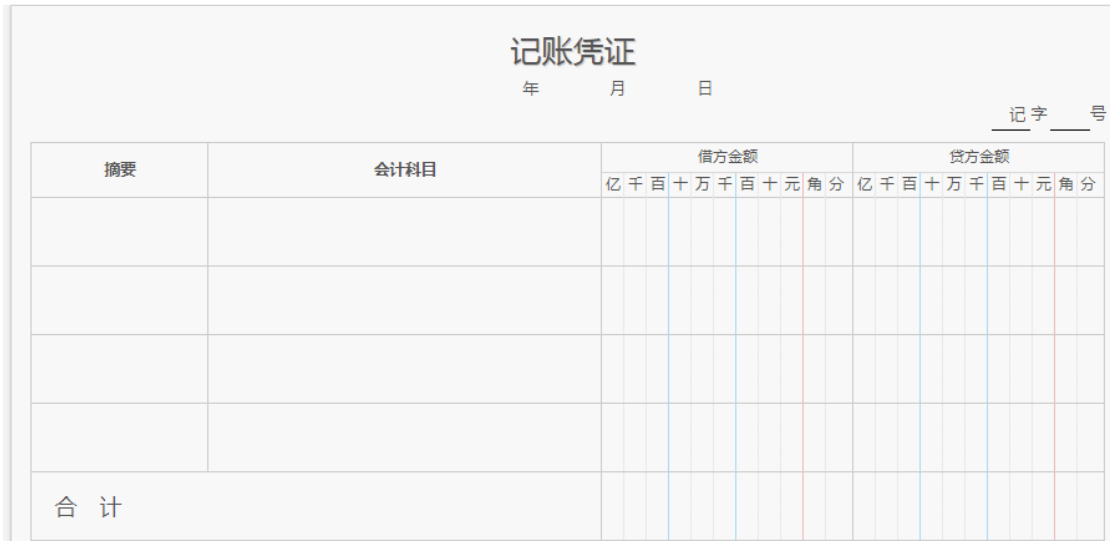 记账凭证
年 月 日
记 字 号
摘要 会计科目 借方金额 贷方金额
亿 千 百 十 万 千 百 十 元 角 分 亿 千 百 十 万 千 百 十 元 角 分
合 计